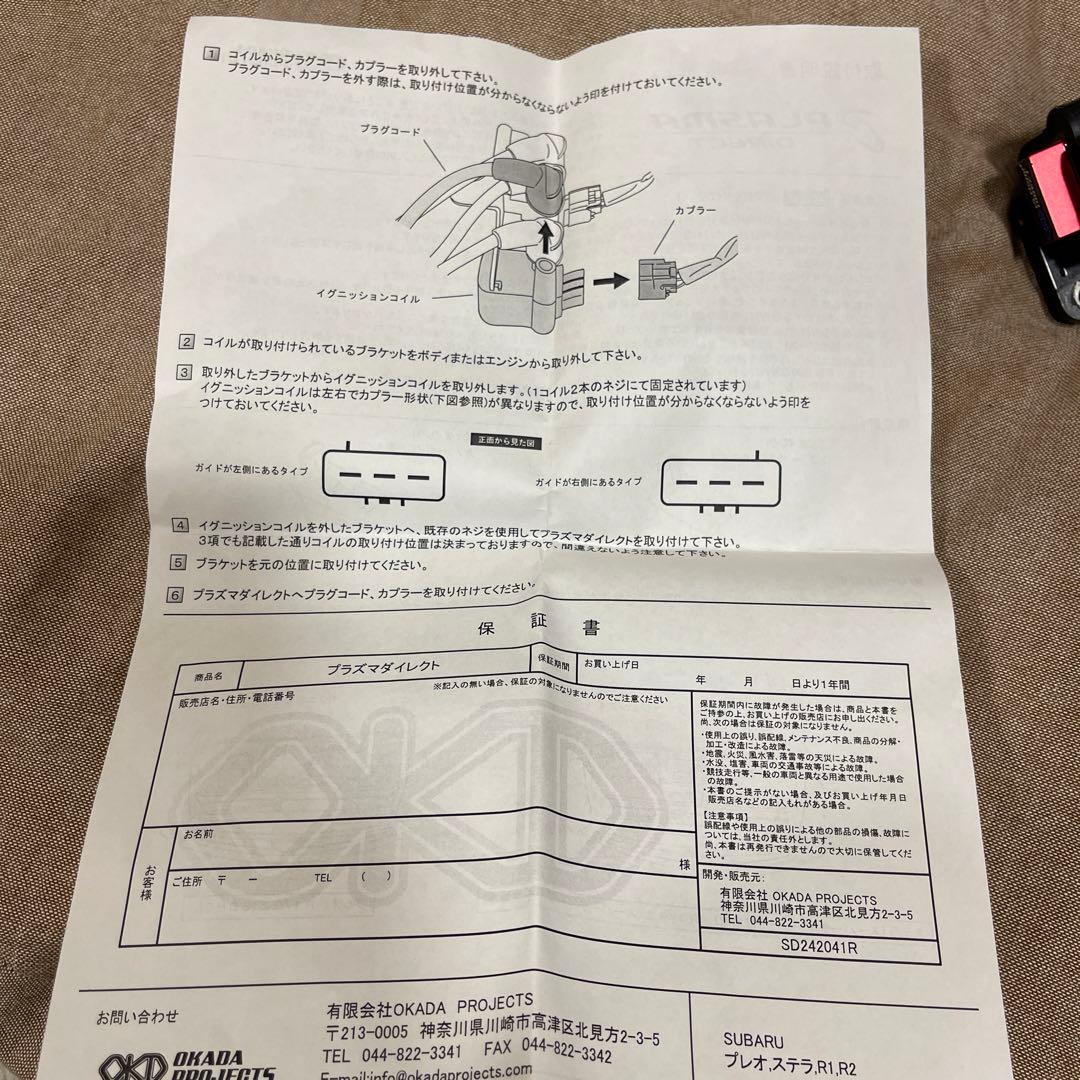 1 コイルからプラグコード、カプラーを取り外して下さい。
プラグコード、カプラーを外す際は、取り付け位置が分からなくならないよう印を付けておいてください。
プラグコード
カプラー
イグニッションコイル
2 コイルが取り付けられているブラケットをボディまたはエンジンから取り外して下さい。
3 取り外したブラケットからイグニッションコイルを取り外します。(1コイル2本のネジにて固定されています)
イグニッションコイルは左右でカプラー形状(下図参照)が異なりますので、取り付け位置が分からなくならないよう印を
つけておいてください。
正面から見た図
ガイドが左側にあるタイプ
ガイドが右側にあるタイプ
4 イグニッションコイルを外したブラケットへ、既存のネジを使用してプラズマダイレクトを取り付けて下さい。
3項でも記載した通りコイルの取り付け位置は決まっておりますので、間違えないよう注意して下さい。
5 ブラケットを元の位置に取り付けてください。
6 プラズマダイレクトへプラグコード、カプラーを取り付けてください。
保 証 書
商品名 プラズマダイレクト 保証期間 お買い上げ日
年 月 日より1年間
販売店名・住所・電話番号 ※記入の無い場合、保証の対象になりませんのでご注意ください
保証期間内に故障が発生した場合は、商品と本書を
ご持参の上、お買い上げの販売店にお申し出ください。
尚、次の場合は保証の対象になりません。
・使用上の誤り、誤配線、メンテナンス不良、商品の分解・
加工・改造による故障。
・地震、火災、風水害、落雷等の天災による故障。
・水没、塩害、車両の交通事故等による故障。
・競技走行等、一般の車両と異なる用途で使用した場合
の故障。
・本書のご提示がない場合、及びお買い上げ年月日
販売店名などの記入もれがある場合。
【注意事項】
誤配線や使用上の誤りによる他の部品の損傷、故障に
ついては、当社の責任外とします。
尚、本書は再発行できませんので大切に保管してくだ
さい。
お客様
お名前
様
ご住所 〒 ー TEL ( )
開発・販売元:
有限会社 OKADA PROJECTS
神奈川県川崎市高津区北見方2-3-5
TEL 044-822-3341
SD242041R
お問い合わせ
OKD OKADA
PROJECTS
有限会社OKADA PROJECTS
〒213-0005 神奈川県川崎市高津区北見方2-3-5
TEL 044-822-3341 FAX 044-822-3342
E-mail:info@okadaprojects.com
SUBARU
プレオ,ステラ,R1,R2